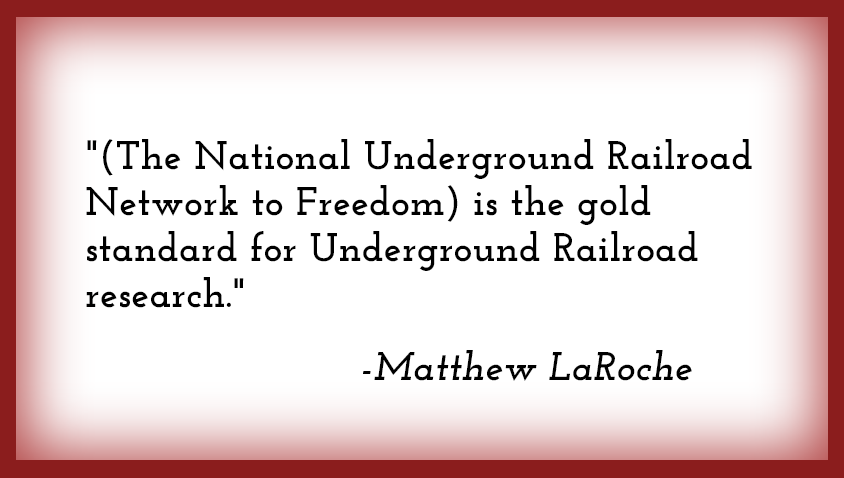 "(The National Underground Railroad
Network to Freedom) is the gold
standard for Underground Railroad
research."
-Matthew LaRoche